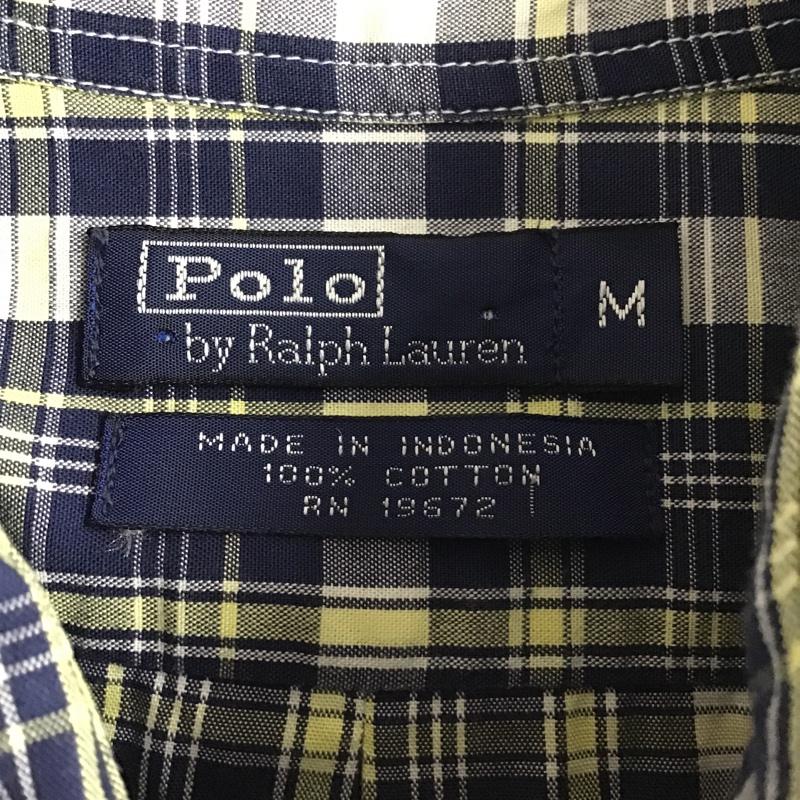 Polo
by Ralph Lauren
M
MADE IN INDONESIA
100% COTTON
RN 19672